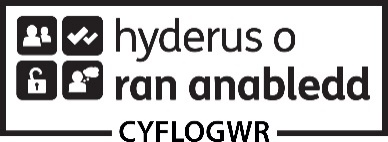 hyderus o
ran anabledd
CYFLOGWR